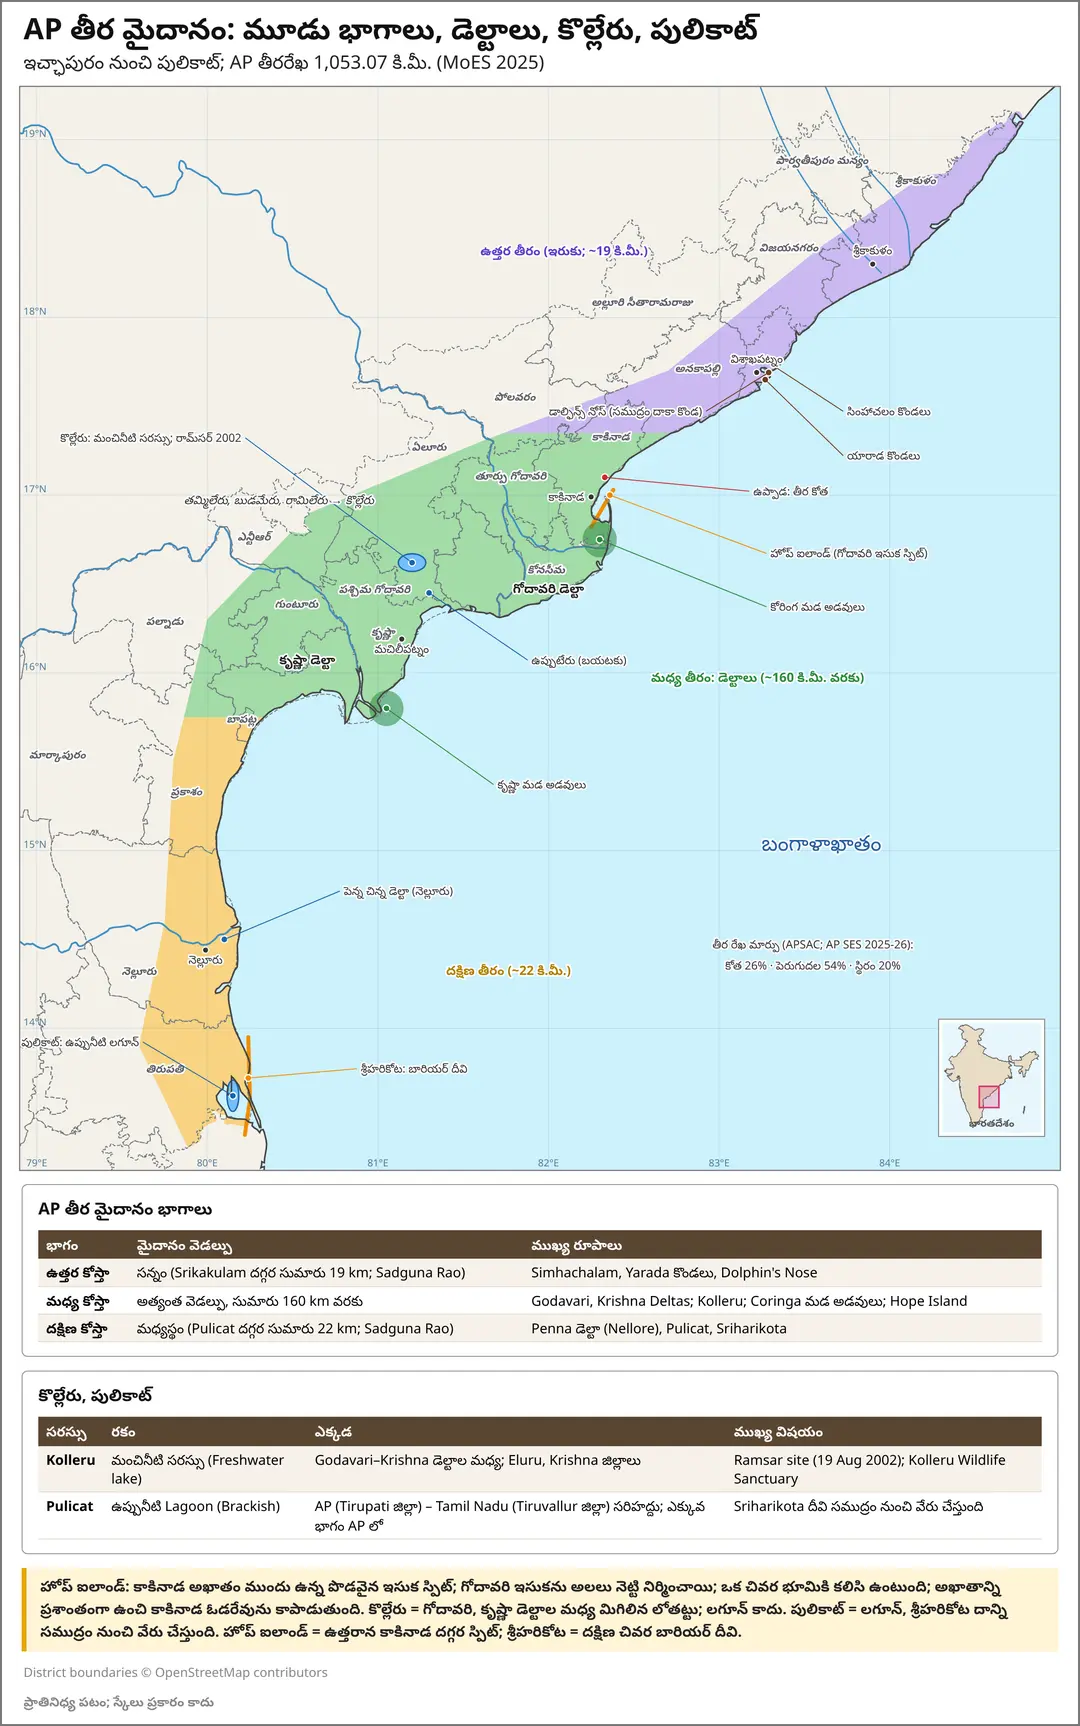 AP తీర మైదానం: మూడు భాగాలు, డెల్టాలు, కొల్లేరు, పులికాట్
ఇచ్ఛాపురం నుంచి పులికాట్; AP తీరరేఖ 1,053.07 కి.మీ. (MoES 2025)
19°N
పార్వతీపురం మన్యం
శ్రీకాకుళం
ఉత్తర తీరం (ఇరుకు; ~19 కి.మీ.)
విజయనగరం
శ్రీకాకుళం
అల్లూరి సీతారామరాజు
18°N
విశాఖపట్నం
అనకాపల్లి
పోలవరం
డాల్ఫిన్స్ నోస్ (సముద్రం దాకా కొండ)
సింహాచలం కొండలు
కొల్లేరు: మంచినీటి సరస్సు; రామ్‌సర్ 2002
ఏలూరు
కాకినాడ
యారాడ కొండలు
తూర్పు గోదావరి
17°N
తమ్మిలేరు, బుడమేరు, రామిలేరు → కొల్లేరు
కాకినాడ
ఉప్పాడ: తీర కోత
ఎన్టీఆర్
హోప్ ఐలాండ్ (గోదావరి ఇసుక స్పిట్)
కోనసీమ
పశ్చిమ గోదావరి
గోదావరి డెల్టా
గుంటూరు
కోరింగ మడ అడవులు
పల్నాడు
కృష్ణా
మచిలీపట్నం
కృష్ణా డెల్టా
ఉప్పుటేరు (బయటకు)
16°N
మధ్య తీరం: డెల్టాలు (~160 కి.మీ. వరకు)
బాపట్ల
మార్కాపురం
కృష్ణా మడ అడవులు
ప్రకాశం
15°N
బంగాళాఖాతం
పెన్న చిన్న డెల్టా (నెల్లూరు)
తీర రేఖ మార్పు (APSAC; AP SES 2025-26):
కోత 26% · పెరుగుదల 54% · స్థిరం 20%
నెల్లూరు
నెల్లూరు
దక్షిణ తీరం (~22 కి.మీ.)
14°N
పులికాట్: ఉప్పునీటి లగూన్
తిరుపతి
శ్రీహరికోట: బారియర్ దీవి
భారతదేశం
79°E 80°E 81°E 82°E 83°E 84°E
AP తీర మైదానం భాగాలు
భాగం మైదానం వెడల్పు ముఖ్య రూపాలు
ఉత్తర కోస్తా సన్నం (Srikakulam దగ్గర సుమారు 19 km; Sadguna Rao) Simhachalam, Yarada కొండలు, Dolphin's Nose
మధ్య కోస్తా అత్యంత వెడల్పు, సుమారు 160 km వరకు Godavari, Krishna Deltas; Kolleru; Coringa మడ అడవులు; Hope Island
దక్షిణ కోస్తా మధ్యస్థం (Pulicat దగ్గర సుమారు 22 km; Sadguna Rao) Penna డెల్టా (Nellore), Pulicat, Sriharikota
కొల్లేరు, పులికాట్
సరస్సు రకం ఎక్కడ ముఖ్య విషయం
Kolleru మంచినీటి సరస్సు (Freshwater lake) Godavari–Krishna డెల్టాల మధ్య; Eluru, Krishna జిల్లాలు Ramsar site (19 Aug 2002); Kolleru Wildlife Sanctuary
Pulicat ఉప్పునీటి Lagoon (Brackish) AP (Tirupati జిల్లా) – Tamil Nadu (Tiruvallur జిల్లా) సరిహద్దు; ఎక్కువ భాగం AP లో Sriharikota దీవి సముద్రం నుంచి వేరు చేస్తుంది
హోప్ ఐలాండ్: కాకినాడ అఖాతం ముందు ఉన్న పొడవైన ఇసుక స్పిట్; గోదావరి ఇసుకను అలలు నెట్టి నిర్మించాయి; ఒక చివర భూమికి కలిసి ఉంటుంది; అఖాతాన్ని
ప్రశాంతంగా ఉంచి కాకినాడ ఓడరేవును కాపాడుతుంది. కొల్లేరు = గోదావరి, కృష్ణా డెల్టాల మధ్య మిగిలిన లోతట్టు; లగూన్ కాదు. పులికాట్ = లగూన్, శ్రీహరికోట దాన్ని
సముద్రం నుంచి వేరు చేస్తుంది. హోప్ ఐలాండ్ = ఉత్తరాన కాకినాడ దగ్గర స్పిట్; శ్రీహరికోట = దక్షిణ చివర బారియర్ దీవి.
District boundaries © OpenStreetMap contributors
ప్రాతినిధ్య పటం; స్కేలు ప్రకారం కాదు